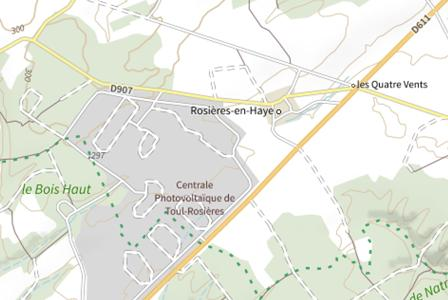 300
D611
300
D907
les Quatre Vents
Rosières-en-Haye
297
le Bois Haut
Centrale
Photovoltaïque de
Toul-Rosières
de Nat